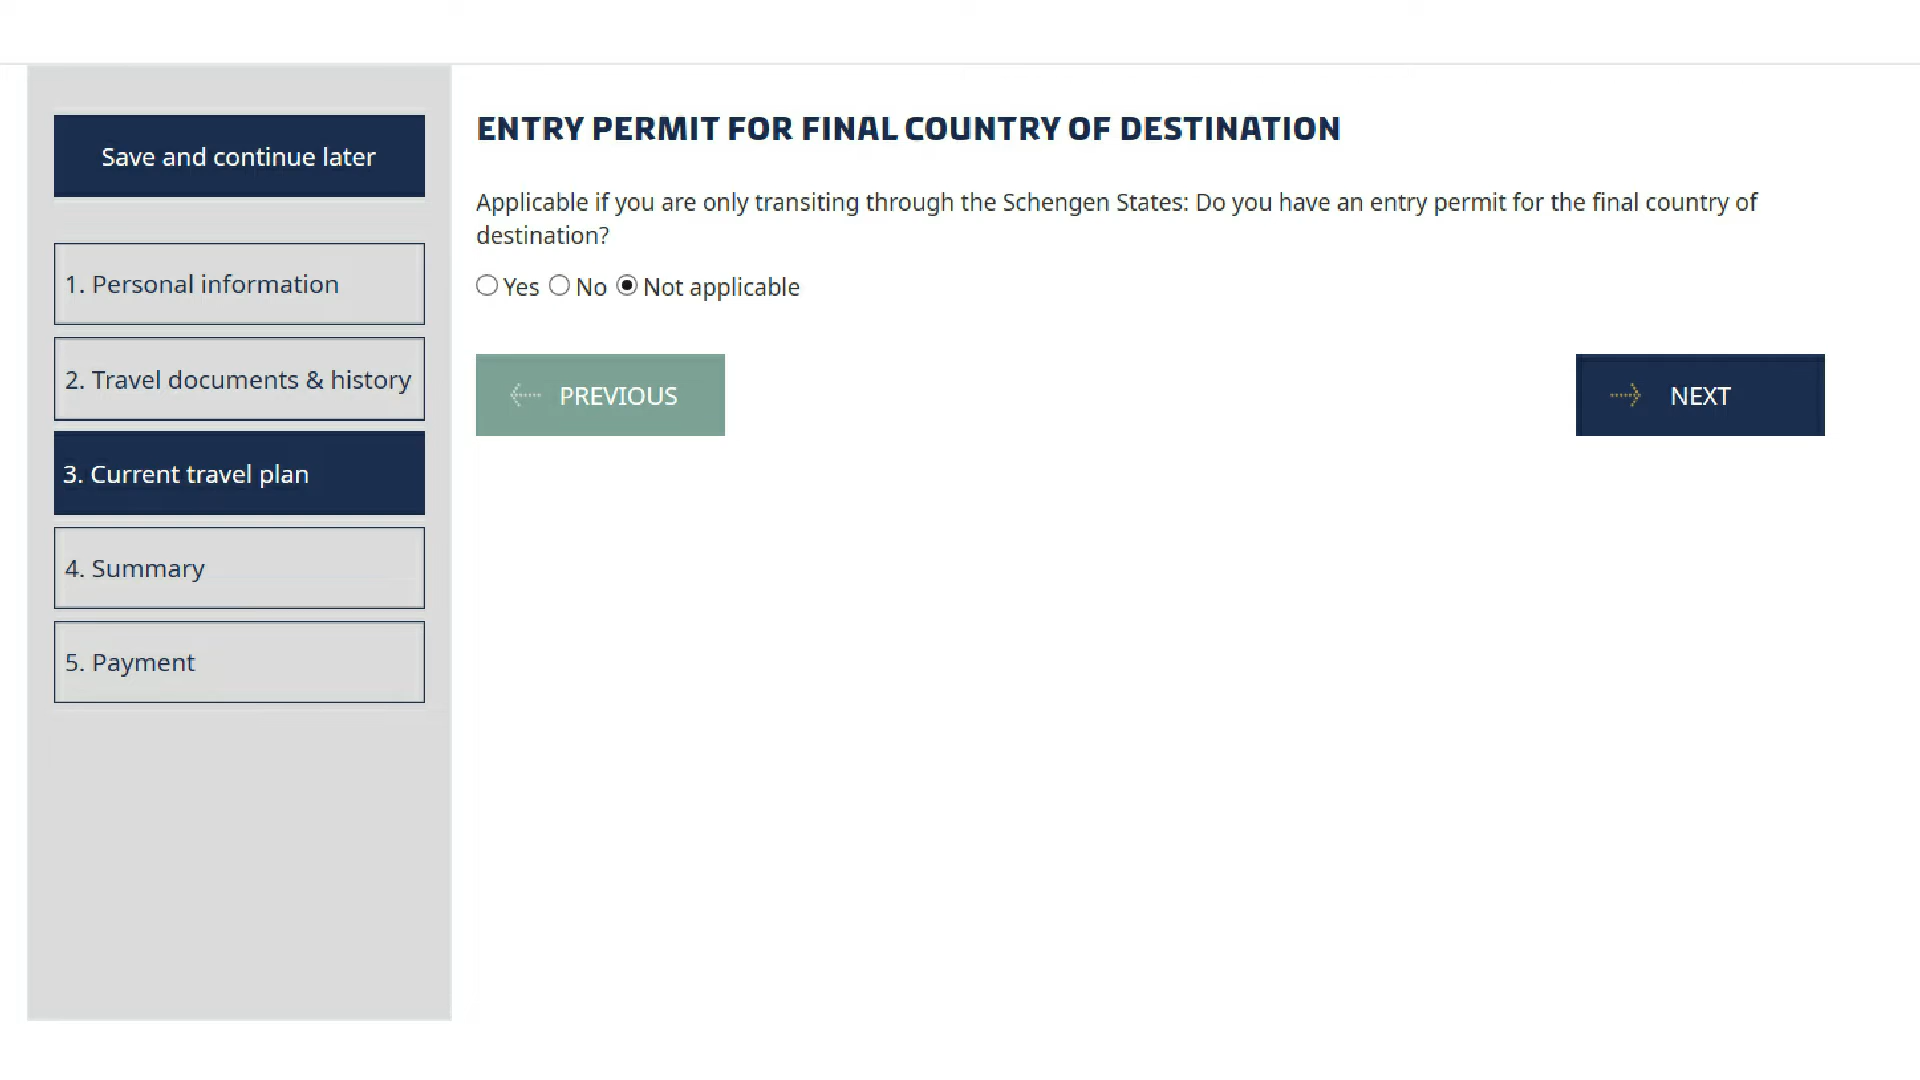 Save and continue later
1. Personal information
2. Travel documents & history
3. Current travel plan
4. Summary
5. Payment
ENTRY PERMIT FOR FINAL COUNTRY OF DESTINATION
Applicable if you are only transiting through the Schengen States: Do you have an entry permit for the final country of
destination?
Yes No Not applicable
PREVIOUS
NEXT